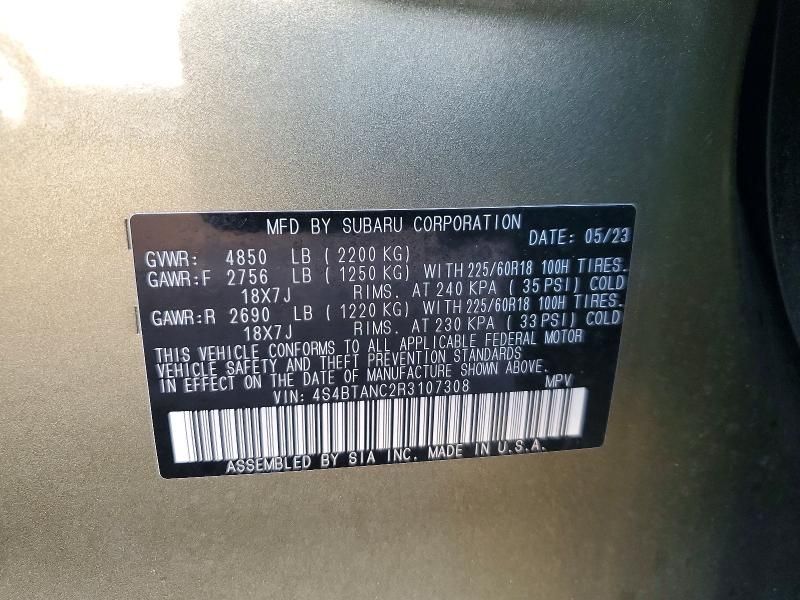 MFD BY SUBARU CORPORATION
DATE: 05/23
GVWR: 4850 LB (2200 KG)
GAWR:F 2756 LB (1250 KG) WITH 225/60R18 100H TIRES.
18X7J RIMS. AT 240 KPA (35 PSI) COLD
GAWR:R 2690 LB (1220 KG) WITH 225/60R18 100H TIRES.
18X7J RIMS. AT 230 KPA (33 PSI) COLD
THIS VEHICLE CONFORMS TO ALL APPLICABLE FEDERAL MOTOR
VEHICLE SAFETY AND THEFT PREVENTION STANDARDS
IN EFFECT ON THE DATE OF MANUFACTURE SHOWN ABOVE.
VIN: 4S4BTANC2R3107308 MPV
ASSEMBLED BY SIA INC. MADE IN U.S.A.